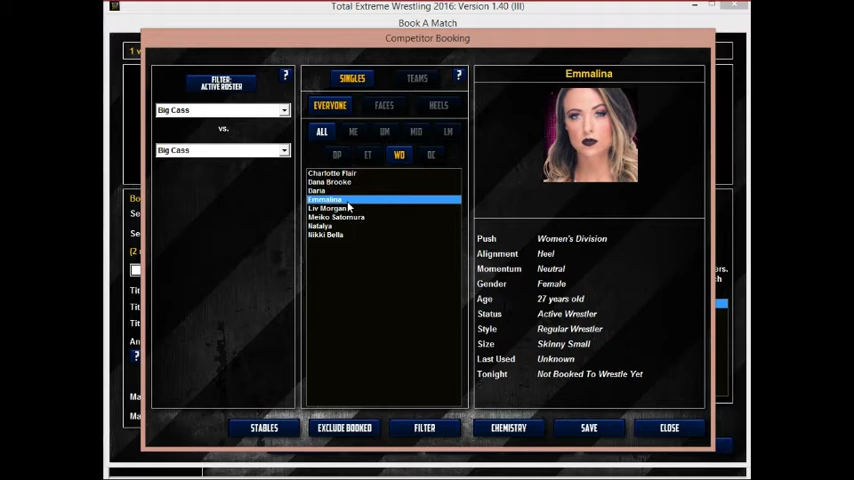 Total Extreme Wrestling 2016: Version 1.40 (III)
Book A Match
Competitor Booking
FILTER:
ACTIVE ROSTER
?
Big Cass
vs.
Big Cass
SINGLES
TEAMS
?
EVERYONE
FACES
HEELS
ALL
ME
UM
MID
LM
OP
ET
WO
OC
Charlotte Flair
Dana Brooke
Daria
Emmalina
Liv Morgan
Meiko Satomura
Natalya
Nikki Bella
Emmalina
Push Women's Division
Alignment Heel
Momentum Neutral
Gender Female
Age 27 years old
Status Active Wrestler
Style Regular Wrestler
Size Skinny Small
Last Used Unknown
Tonight Not Booked To Wrestle Yet
STABLES
EXCLUDE BOOKED
FILTER
CHEMISTRY
SAVE
CLOSE